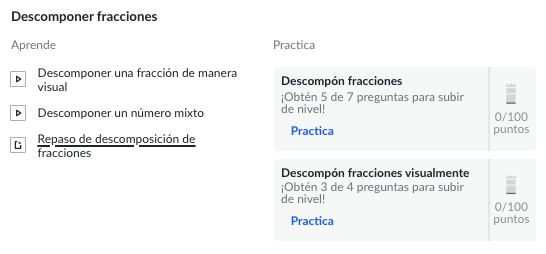 Descomponer fracciones
Aprende
Descomponer una fracción de manera
visual
Descomponer un número mixto
Repaso de descomposición de
fracciones
Practica
Descompón fracciones
¡Obtén 5 de 7 preguntas para subir
de nivel!
Practica
0/100
puntos
Descompón fracciones visualmente
¡Obtén 3 de 4 preguntas para subir
de nivel!
Practica
0/100
puntos